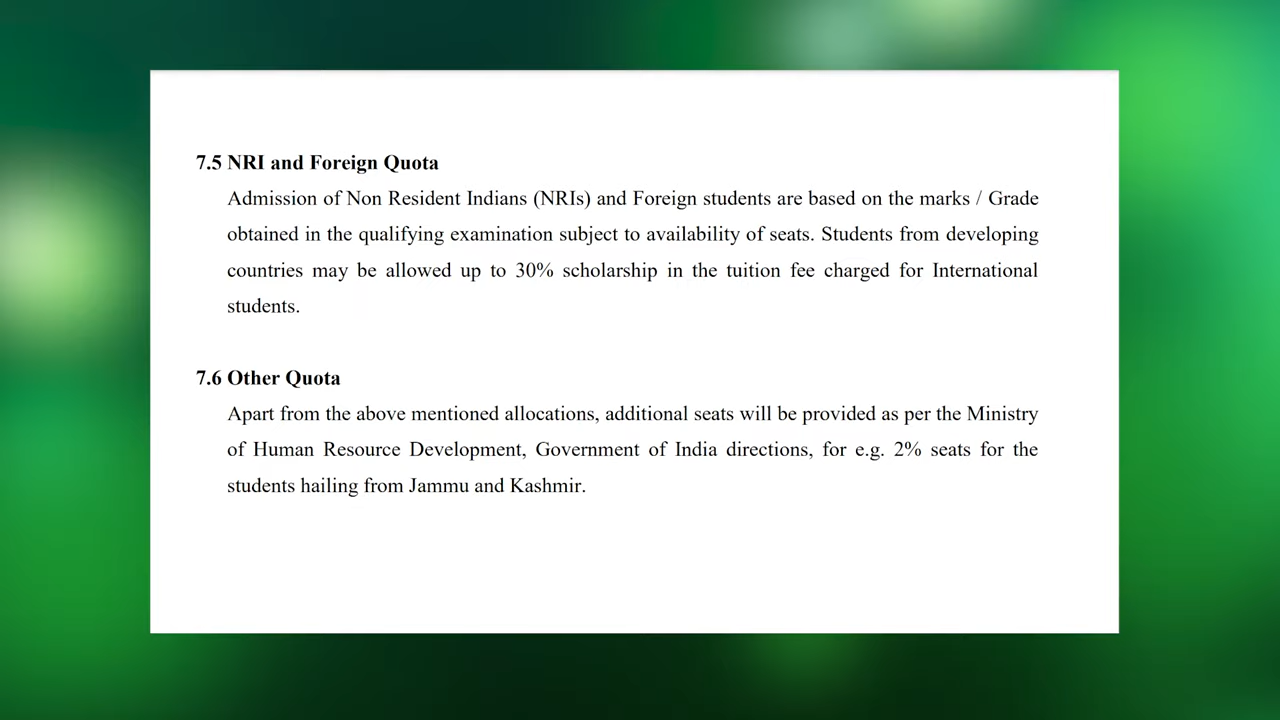 7.5 NRI and Foreign Quota
Admission of Non Resident Indians (NRIs) and Foreign students are based on the marks / Grade
obtained in the qualifying examination subject to availability of seats. Students from developing
countries may be allowed up to 30% scholarship in the tuition fee charged for International
students.
7.6 Other Quota
Apart from the above mentioned allocations, additional seats will be provided as per the Ministry
of Human Resource Development, Government of India directions, for e.g. 2% seats for the
students hailing from Jammu and Kashmir.